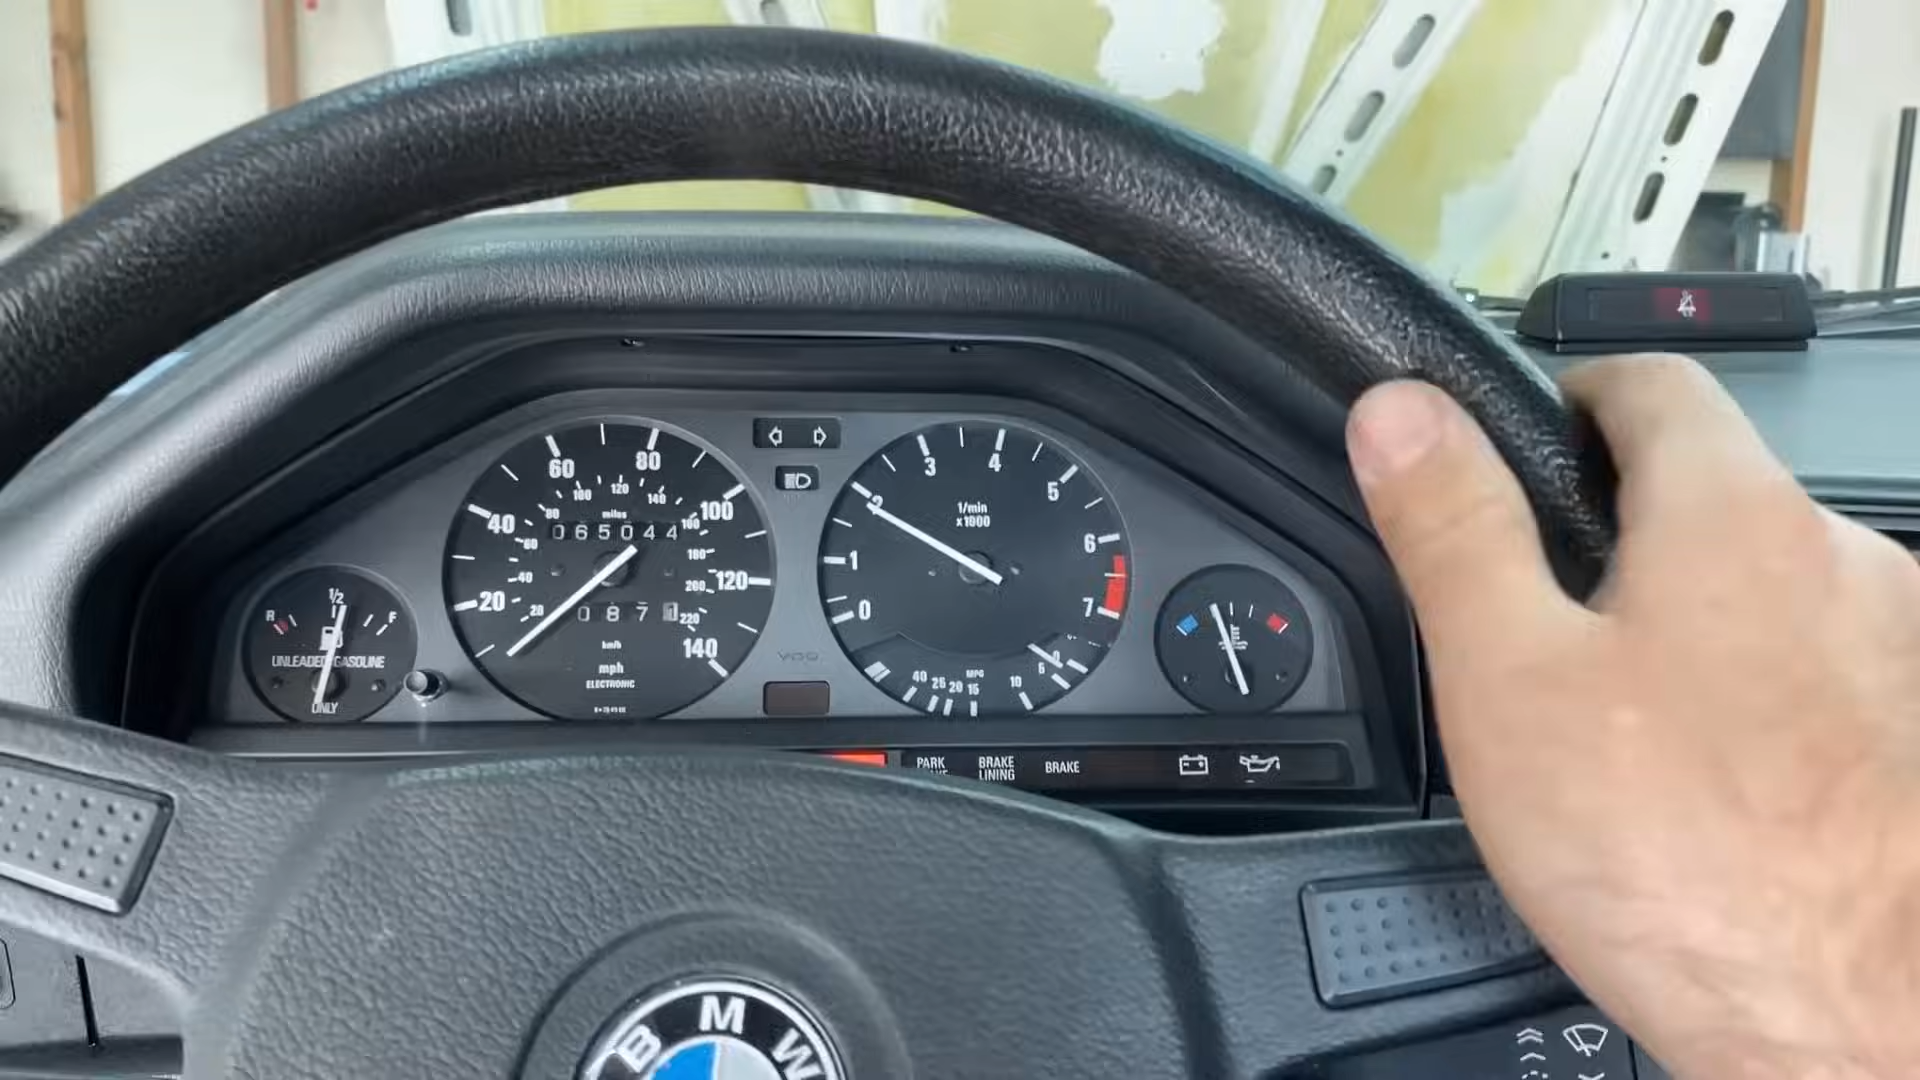 60 80
40 100
20 120
140
80 100 120 140 160
60 180
40 260
20 220
miles
065044
087
km/h
mph
ELECTRONIC
VDO
R 1/2 F
UNLEADED GASOLINE
ONLY
0 1 2 3 4 5 6 7
1/min
x1000
MPG
40 25 20 15 10 5 0
PARK
BRAKE
LINING
BRAKE
BMW